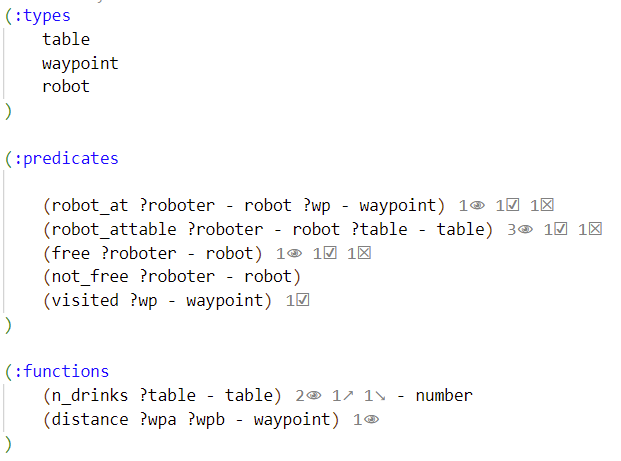 (:types
table
waypoint
robot
)
(:predicates
(robot_at ?roboter - robot ?wp - waypoint) 1👁 1☑ 1☒
(robot_attable ?roboter - robot ?table - table) 3👁 1☑ 1☒
(free ?roboter - robot) 1👁 1☑ 1☒
(not_free ?roboter - robot)
(visited ?wp - waypoint) 1☑
)
(:functions
(n_drinks ?table - table) 2👁 1↗ 1↘ - number
(distance ?wpa ?wpb - waypoint) 1👁
)